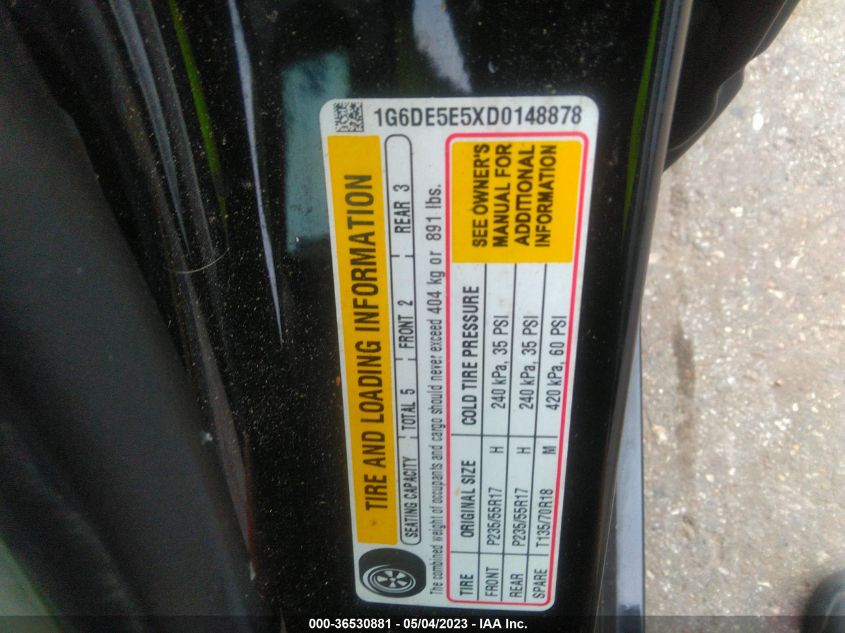 1G6DE5E5XD0148878
TIRE AND LOADING INFORMATION
SEATING CAPACITY TOTAL 5 FRONT 2 REAR 3
The combined weight of occupants and cargo should never exceed 404 kg or 891 lbs.
TIRE ORIGINAL SIZE COLD TIRE PRESSURE
FRONT P235/55R17 H 240 kPa, 35 PSI
REAR P235/55R17 H 240 kPa, 35 PSI
SPARE T135/70R18 M 420 kPa, 60 PSI
SEE OWNER'S
MANUAL FOR
ADDITIONAL
INFORMATION
000-36530881 - 05/04/2023 - IAA Inc.